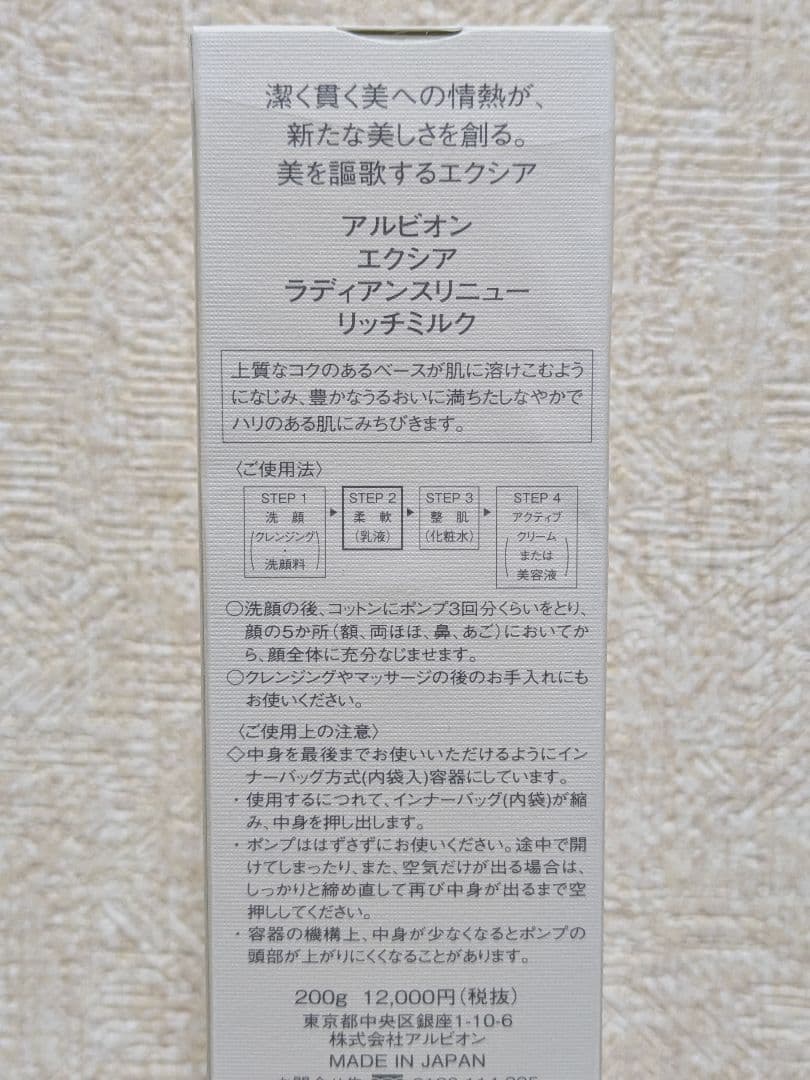 潔く貫く美への情熱が、
新たな美しさを創る。
美を謳歌するエクシア
アルビオン
エクシア
ラディアンスリニュー
リッチミルク
上質なコクのあるベースが肌に溶けこむよう
になじみ、豊かなうるおいに満ちたしなやかで
ハリのある肌にみちびきます。
〈ご使用法〉
STEP 1
洗 顔
(クレンジング
・
洗顔料)
▶
STEP 2
柔 軟
(乳液)
▶
STEP 3
整 肌
(化粧水)
▶
STEP 4
アクティブ
(クリーム
または
美容液)
○洗顔の後、コットンにポンプ3回分くらいをとり、
顔の5か所(額、両ほほ、鼻、あご)においてか
ら、顔全体に充分なじませます。
○クレンジングやマッサージの後のお手入れにも
お使いください。
〈ご使用上の注意〉
◇中身を最後までお使いいただけるようにイン
ナーバッグ方式(内袋入)容器にしています。
・使用するにつれて、インナーバッグ(内袋)が縮
み、中身を押し出します。
・ポンプははずさずにお使いください。途中で開
けてしまったり、また、空気だけが出る場合は、
しっかりと締め直して再び中身が出るまで空
押ししてください。
・容器の機構上、中身が少なくなるとポンプの
頭部が上がりにくくなることがあります。
200g 12,000円(税抜)
東京都中央区銀座1-10-6
株式会社アルビオン
MADE IN JAPAN